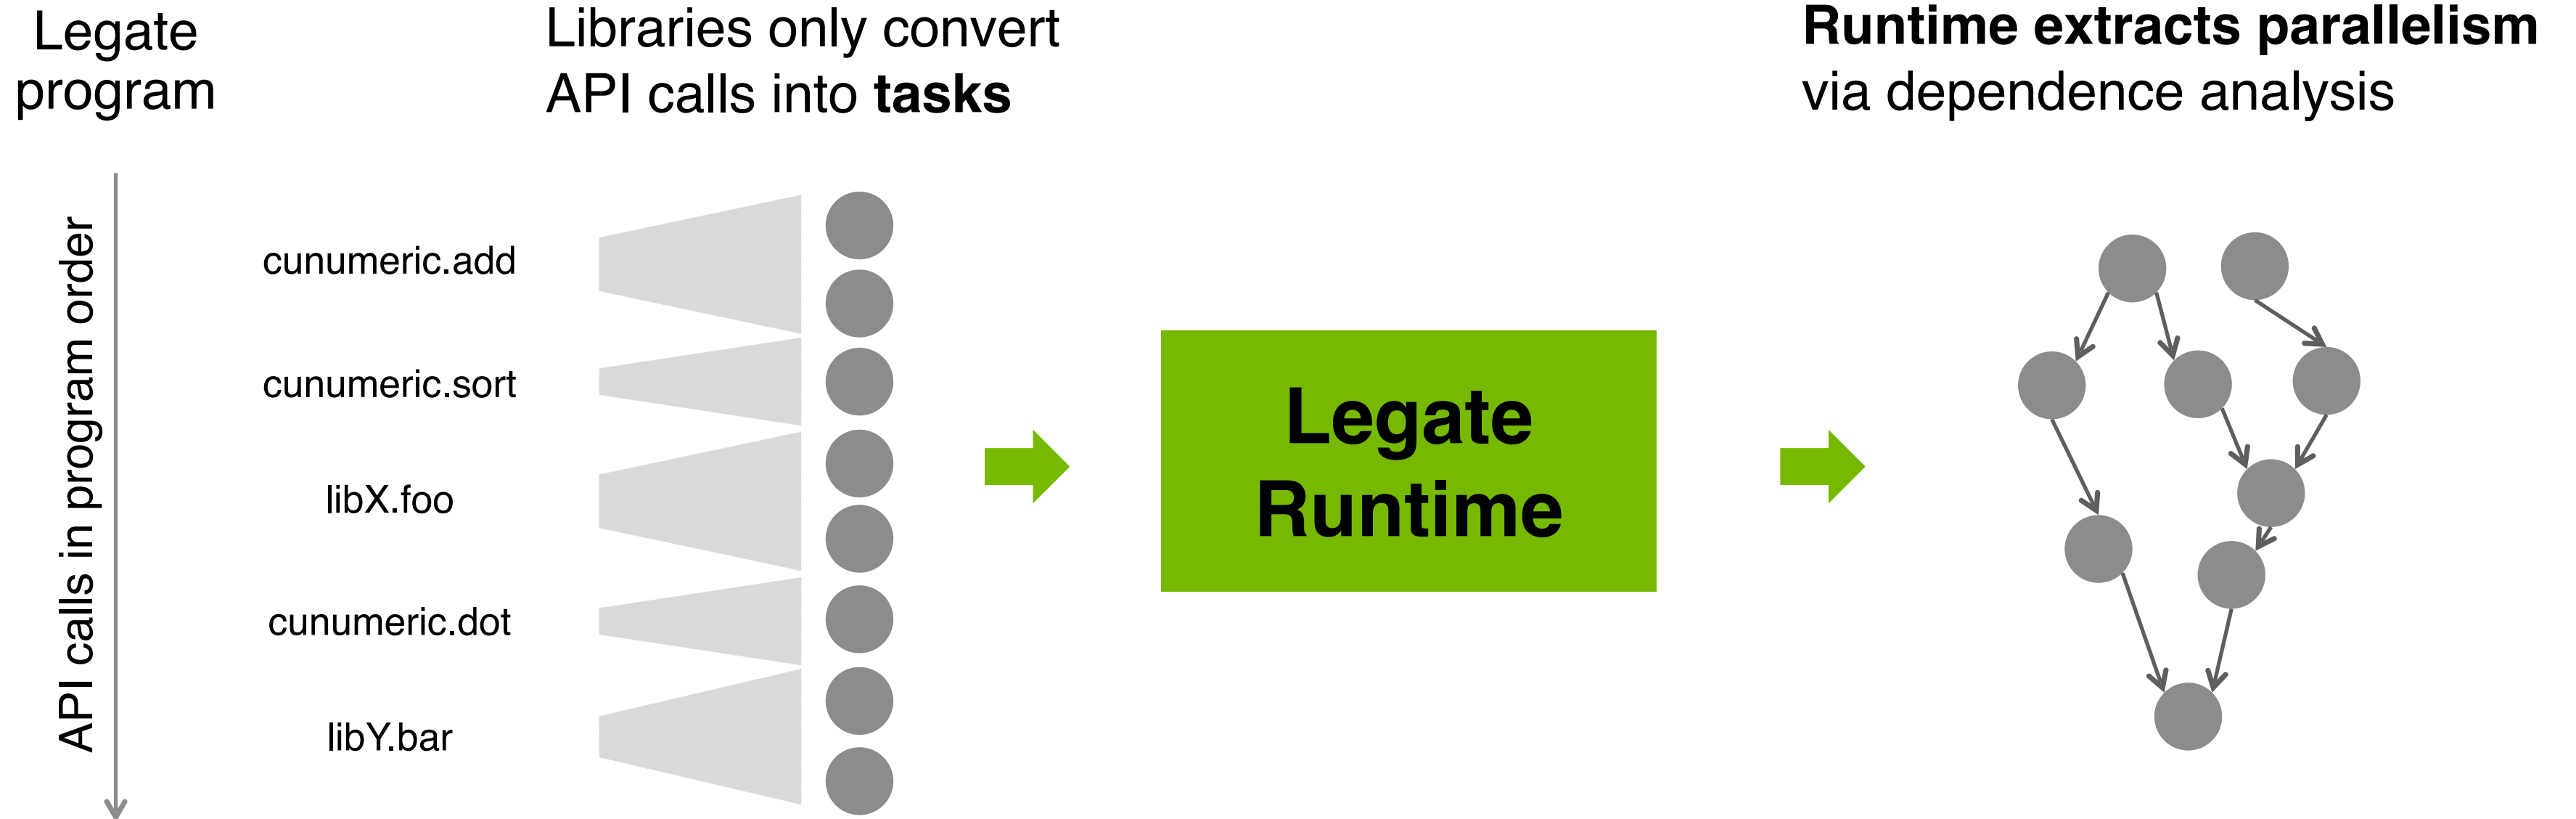 Legate
program
Libraries only convert
API calls into tasks
Runtime extracts parallelism
via dependence analysis
API calls in program order
cunumeric.add
cunumeric.sort
libX.foo
cunumeric.dot
libY.bar
Legate
Runtime